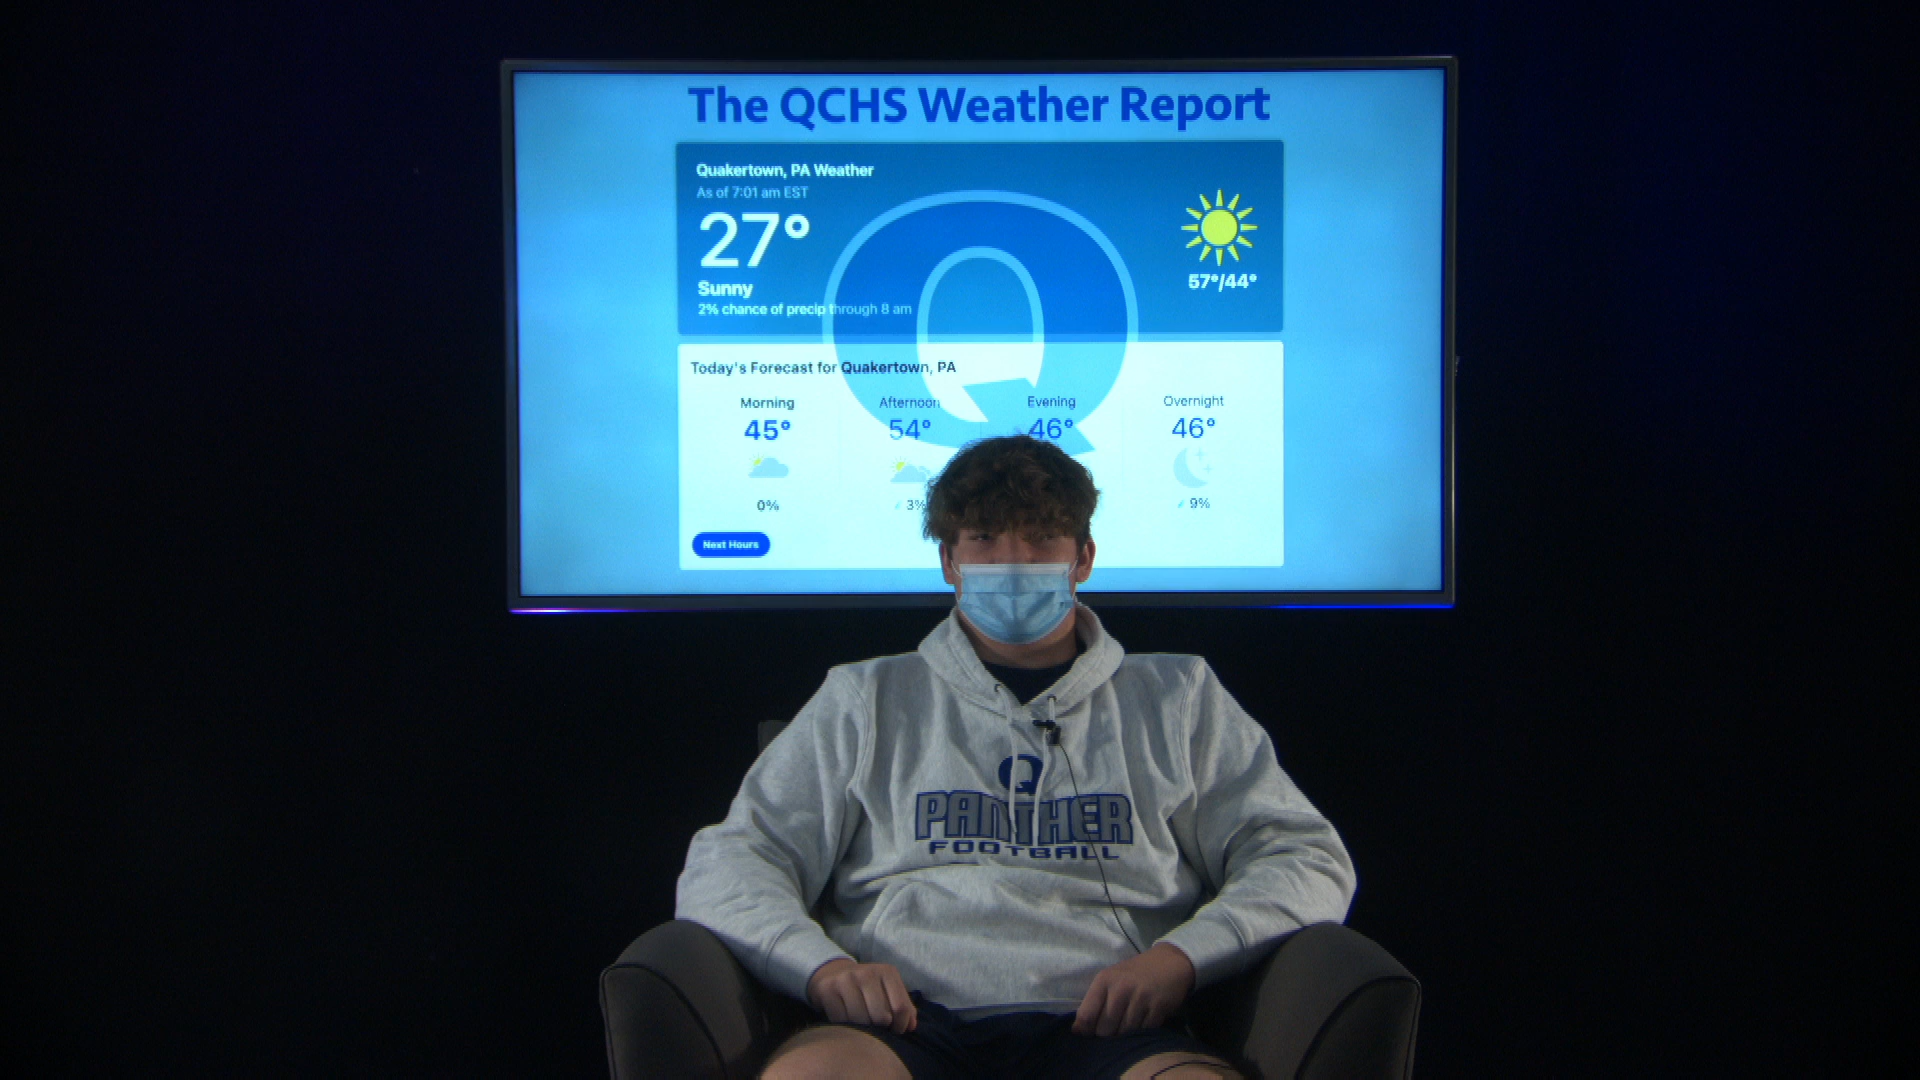 The QCHS Weather Report
Quakertown, PA Weather
As of 7:01 am EST
27°
Sunny
2% chance of precip through 8 am
57°/44°
Q
Today's Forecast for Quakertown, PA
Morning Afternoon Evening Overnight
45° 54° 46° 46°
0% 3% 9%
Next Hours
Q
PANTHER
FOOTBALL